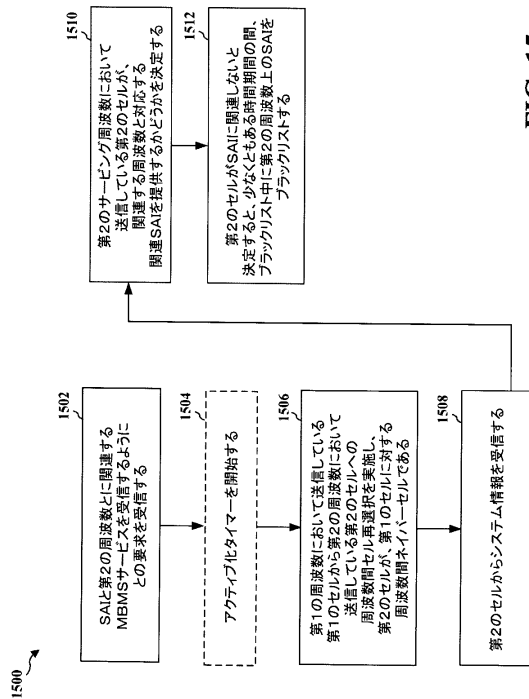 1500
1502
SAIと第2の周波数とに関連する
MBMSサービスを受信するように
との要求を受信する
1504
アクティブ化タイマーを開始する
1506
第1の周波数において送信している
第1のセルから第2の周波数において
送信している第2のセルへの
周波数間セル再選択を実施し、
第2のセルが、第1のセルに対する
周波数間ネイバーセルである
1508
第2のセルからシステム情報を受信する
1510
第2のサービング周波数において
送信している第2のセルが、
関連する周波数と対応する
関連SAIを提供するかどうかを決定する
1512
第2のセルがSAIに関連しないと
決定すると、少なくともある時間期間の間、
ブラックリスト中に第2の周波数上のSAIを
ブラックリストする